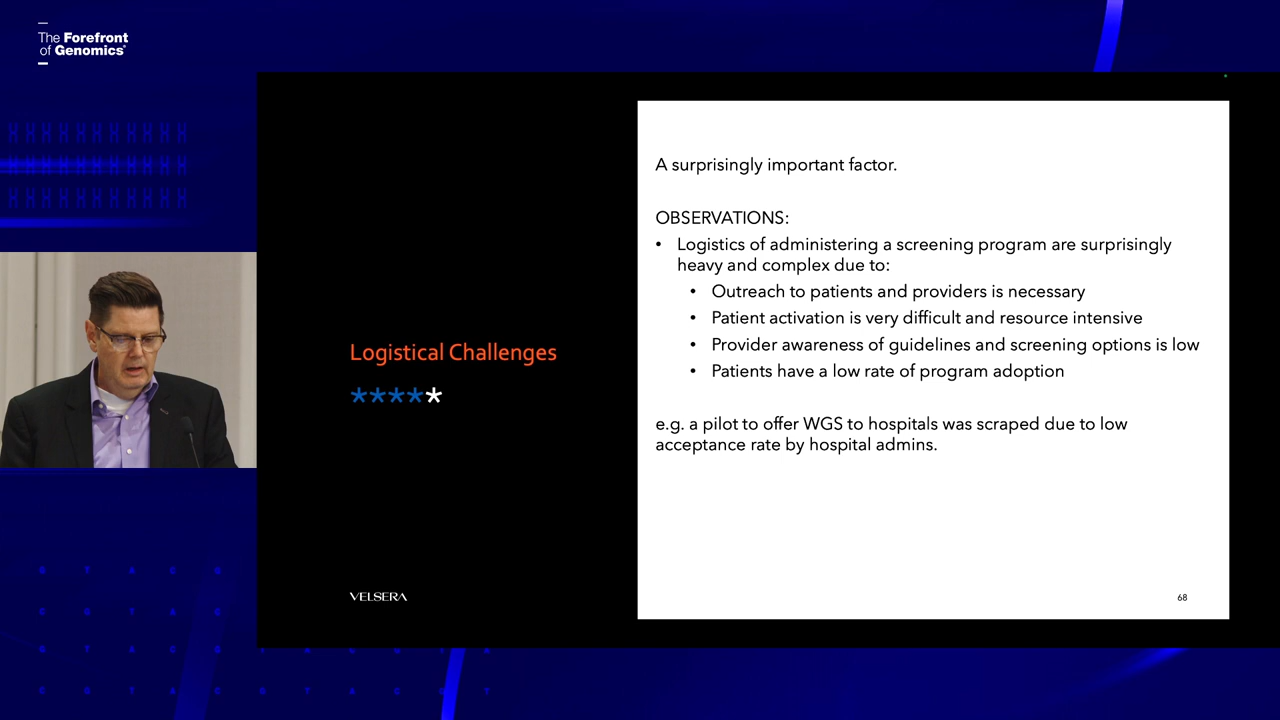 The Forefront
of Genomics®
A surprisingly important factor.
OBSERVATIONS:
• Logistics of administering a screening program are surprisingly
heavy and complex due to:
• Outreach to patients and providers is necessary
• Patient activation is very difficult and resource intensive
• Provider awareness of guidelines and screening options is low
• Patients have a low rate of program adoption
e.g. a pilot to offer WGS to hospitals was scraped due to low
acceptance rate by hospital admins.
Logistical Challenges
*****
VELSERA
68